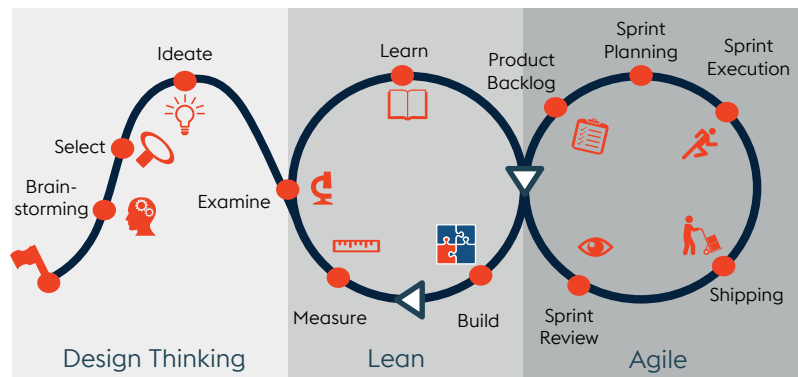 Ideate
Select
Brain-
storming
Examine
Learn
Measure
Build
Product
Backlog
Sprint
Planning
Sprint
Execution
Shipping
Sprint
Review
Design Thinking
Lean
Agile